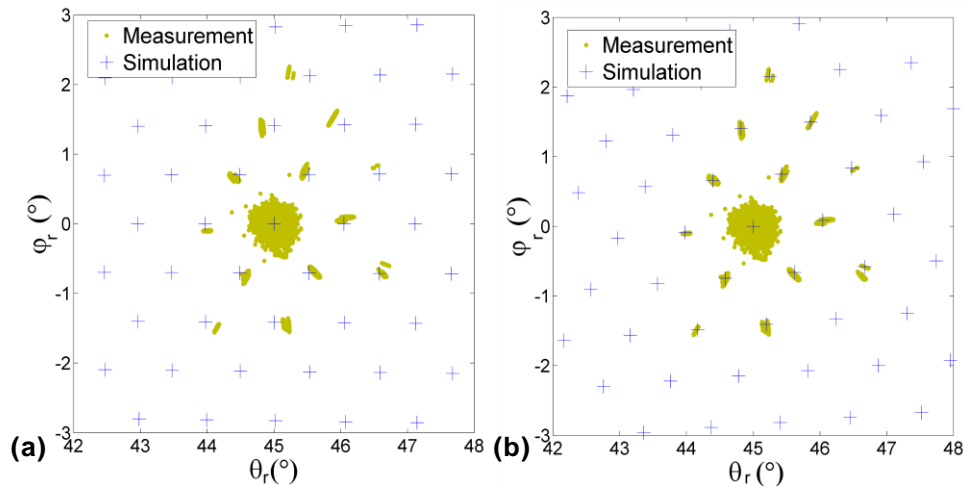 3
2
1
0
-1
-2
-3
φr (°)
Measurement
Simulation
42 43 44 45 46 47 48
θr(°)
(a)
3
2
1
0
-1
-2
-3
φr (°)
Measurement
Simulation
42 43 44 45 46 47 48
θr(°)
(b)